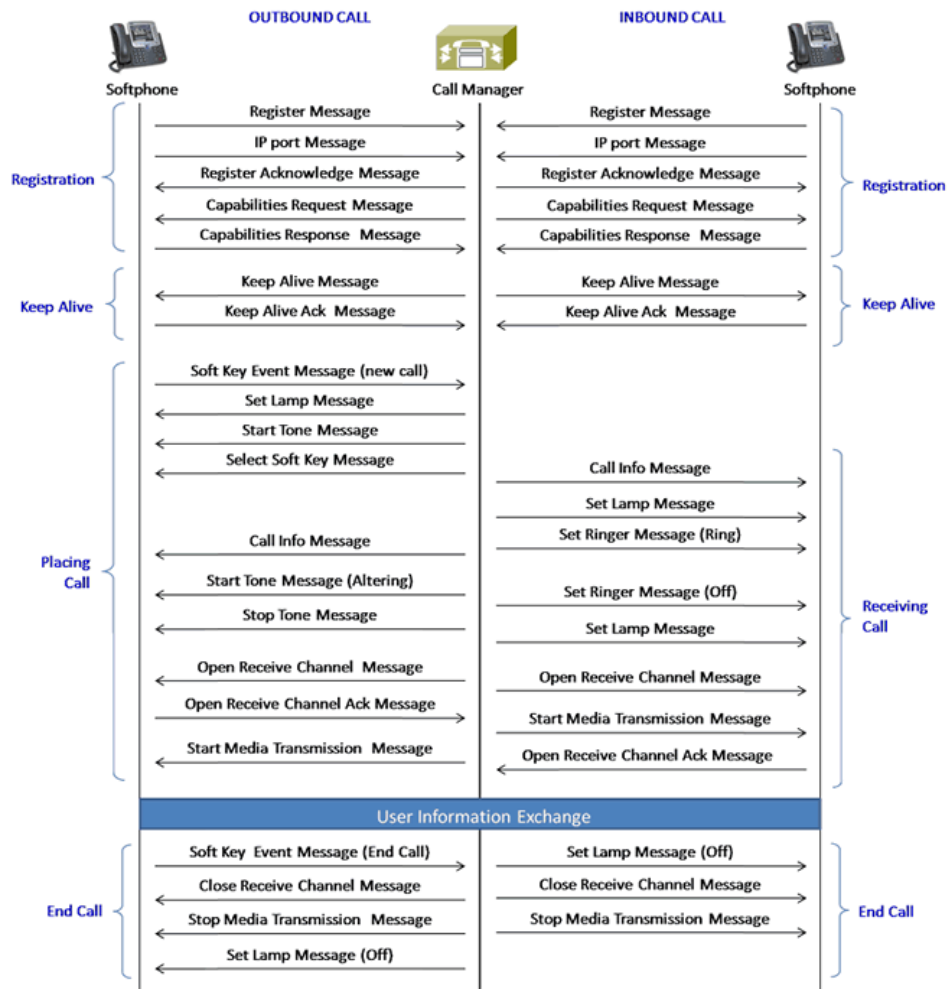 OUTBOUND CALL
INBOUND CALL
Softphone
Call Manager
Softphone
Register Message
Register Message
IP port Message
IP port Message
Registration
Register Acknowledge Message
Register Acknowledge Message
Registration
Capabilities Request Message
Capabilities Request Message
Capabilities Response Message
Capabilities Response Message
Keep Alive Message
Keep Alive Message
Keep Alive
Keep Alive Ack Message
Keep Alive Ack Message
Keep Alive
Soft Key Event Message (new call)
Set Lamp Message
Start Tone Message
Select Soft Key Message
Call Info Message
Set Lamp Message
Call Info Message
Set Ringer Message (Ring)
Placing
Call
Start Tone Message (Altering)
Set Ringer Message (Off)
Receiving
Call
Stop Tone Message
Set Lamp Message
Open Receive Channel Message
Open Receive Channel Message
Open Receive Channel Ack Message
Start Media Transmission Message
Start Media Transmission Message
Open Receive Channel Ack Message
User Information Exchange
Soft Key Event Message (End Call)
Set Lamp Message (Off)
Close Receive Channel Message
Close Receive Channel Message
End Call
Stop Media Transmission Message
Stop Media Transmission Message
End Call
Set Lamp Message (Off)